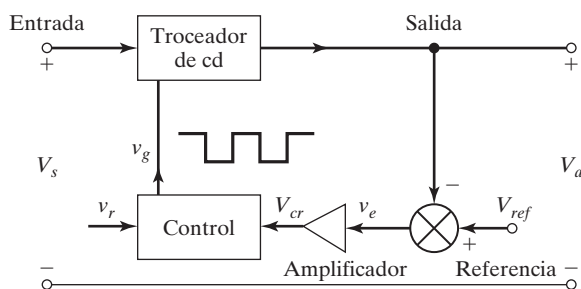 Entrada
Troceador
de cd
Salida
+
+
v_g
V_s
V_a
−
v_r
Control
V_cr
v_e
V_ref
+
Amplificador
Referencia
−
−